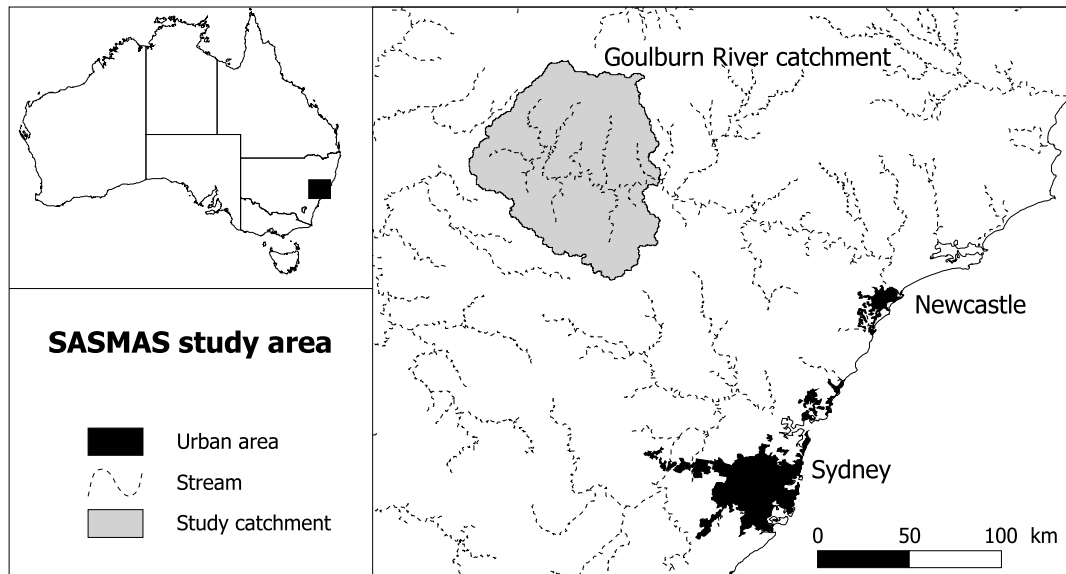 Goulburn River catchment
Newcastle
SASMAS study area
Urban area
Stream
Study catchment
Sydney
0 50 100 km